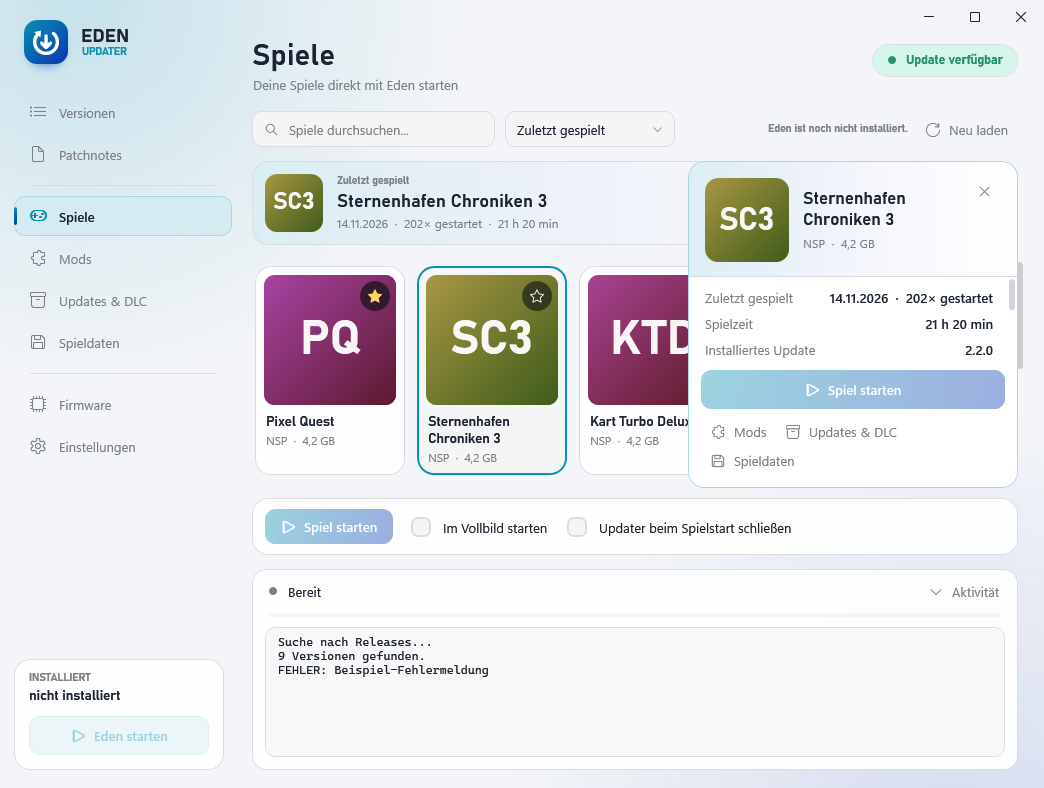 EDEN
UPDATER
Versionen
Patchnotes
Spiele
Mods
Updates & DLC
Spieldaten
Firmware
Einstellungen
INSTALLIERT
nicht installiert
Eden starten
Spiele
Deine Spiele direkt mit Eden starten
Update verfügbar
Spiele durchsuchen...
Zuletzt gespielt
Eden ist noch nicht installiert.
Neu laden
SC3
Zuletzt gespielt
Sternenhafen Chroniken 3
14.11.2026 · 202× gestartet · 21 h 20 min
PQ
Pixel Quest
NSP · 4,2 GB
SC3
Sternenhafen
Chroniken 3
NSP · 4,2 GB
KTD
Kart Turbo Delux
NSP · 4,2 GB
SC3
Sternenhafen
Chroniken 3
NSP · 4,2 GB
Zuletzt gespielt 14.11.2026 · 202× gestartet
Spielzeit 21 h 20 min
Installiertes Update 2.2.0
Spiel starten
Mods
Updates & DLC
Spieldaten
Spiel starten
Im Vollbild starten
Updater beim Spielstart schließen
Bereit
Aktivität
Suche nach Releases...
9 Versionen gefunden.
FEHLER: Beispiel-Fehlermeldung